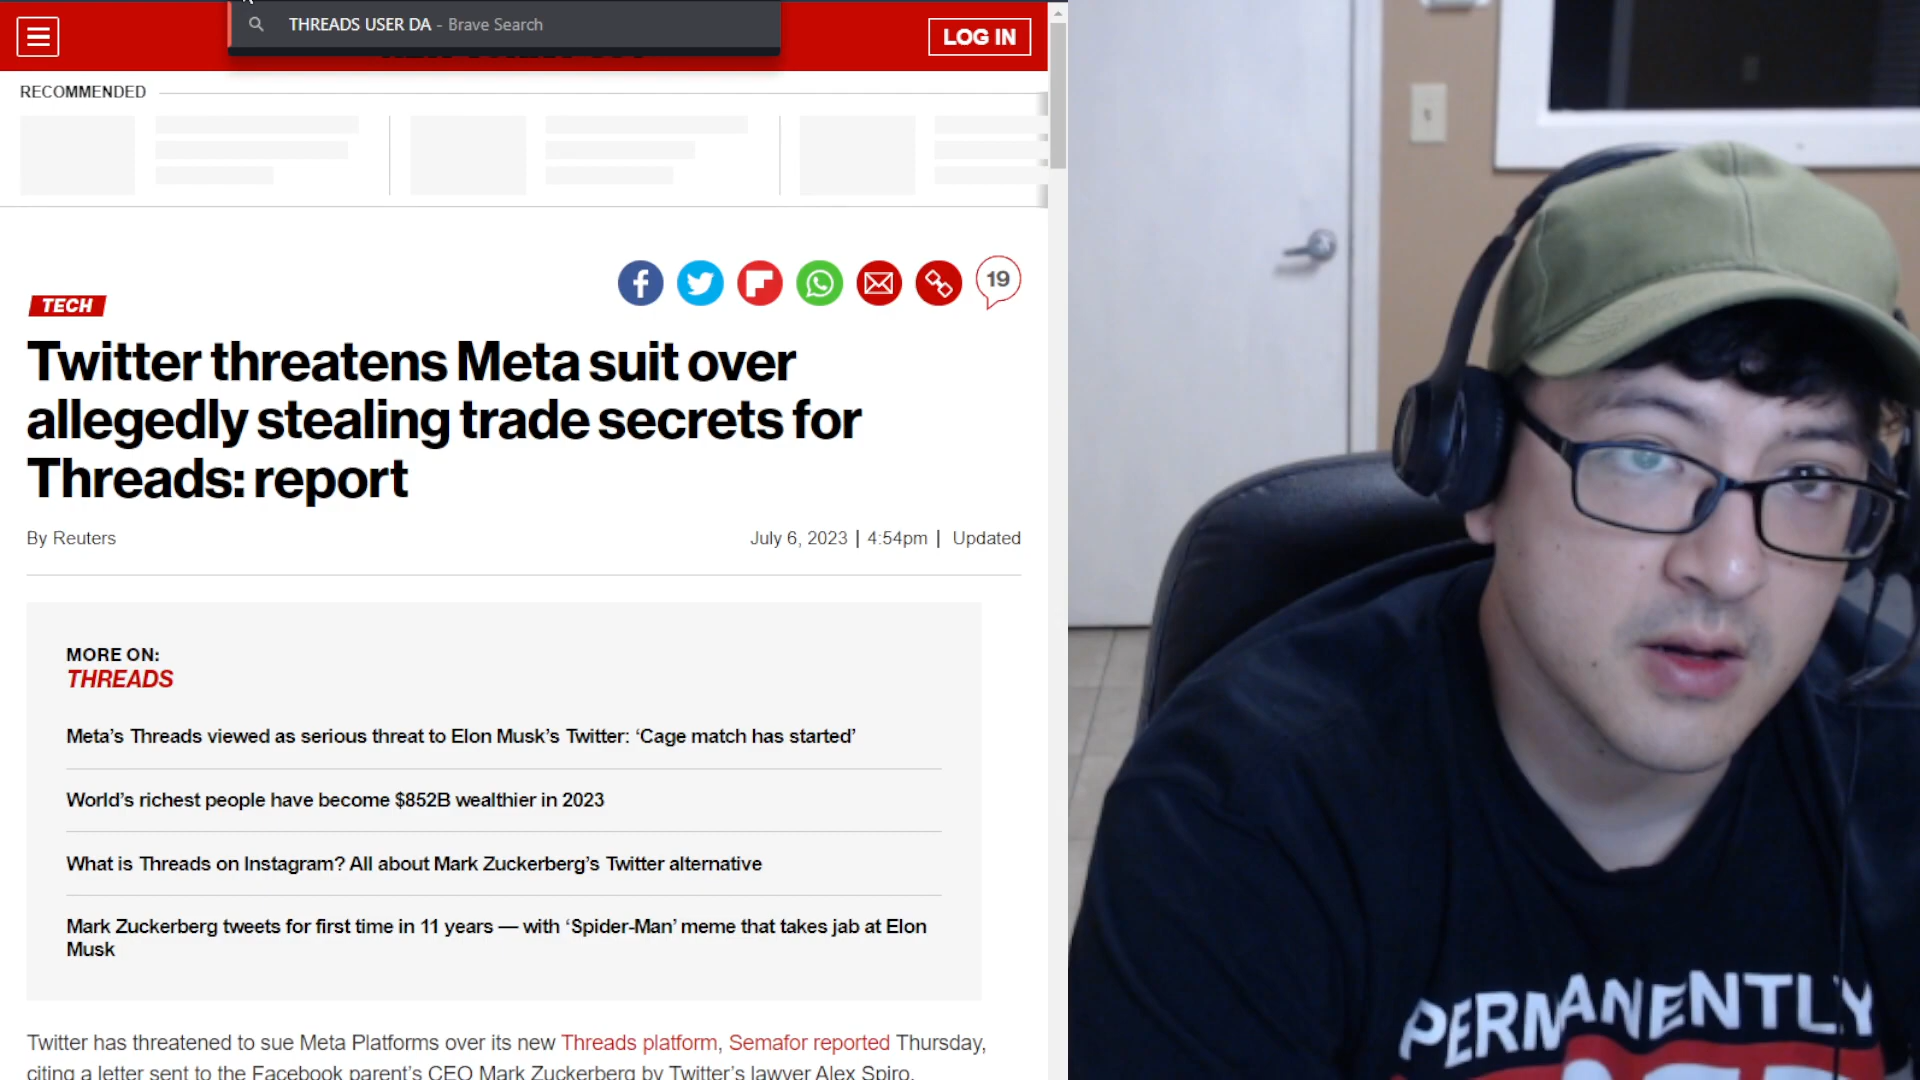 THREADS USER DA - Brave Search
LOG IN
RECOMMENDED
19
TECH
Twitter threatens Meta suit over
allegedly stealing trade secrets for
Threads: report
By Reuters
July 6, 2023 | 4:54pm | Updated
MORE ON:
THREADS
Meta's Threads viewed as serious threat to Elon Musk's Twitter: 'Cage match has started'
World's richest people have become $852B wealthier in 2023
What is Threads on Instagram? All about Mark Zuckerberg's Twitter alternative
Mark Zuckerberg tweets for first time in 11 years — with 'Spider-Man' meme that takes jab at Elon
Musk
Twitter has threatened to sue Meta Platforms over its new Threads platform, Semafor reported Thursday,
citing a letter sent to the Facebook parent's CEO Mark Zuckerberg by Twitter's lawyer Alex Spiro.
PERMANENTLY